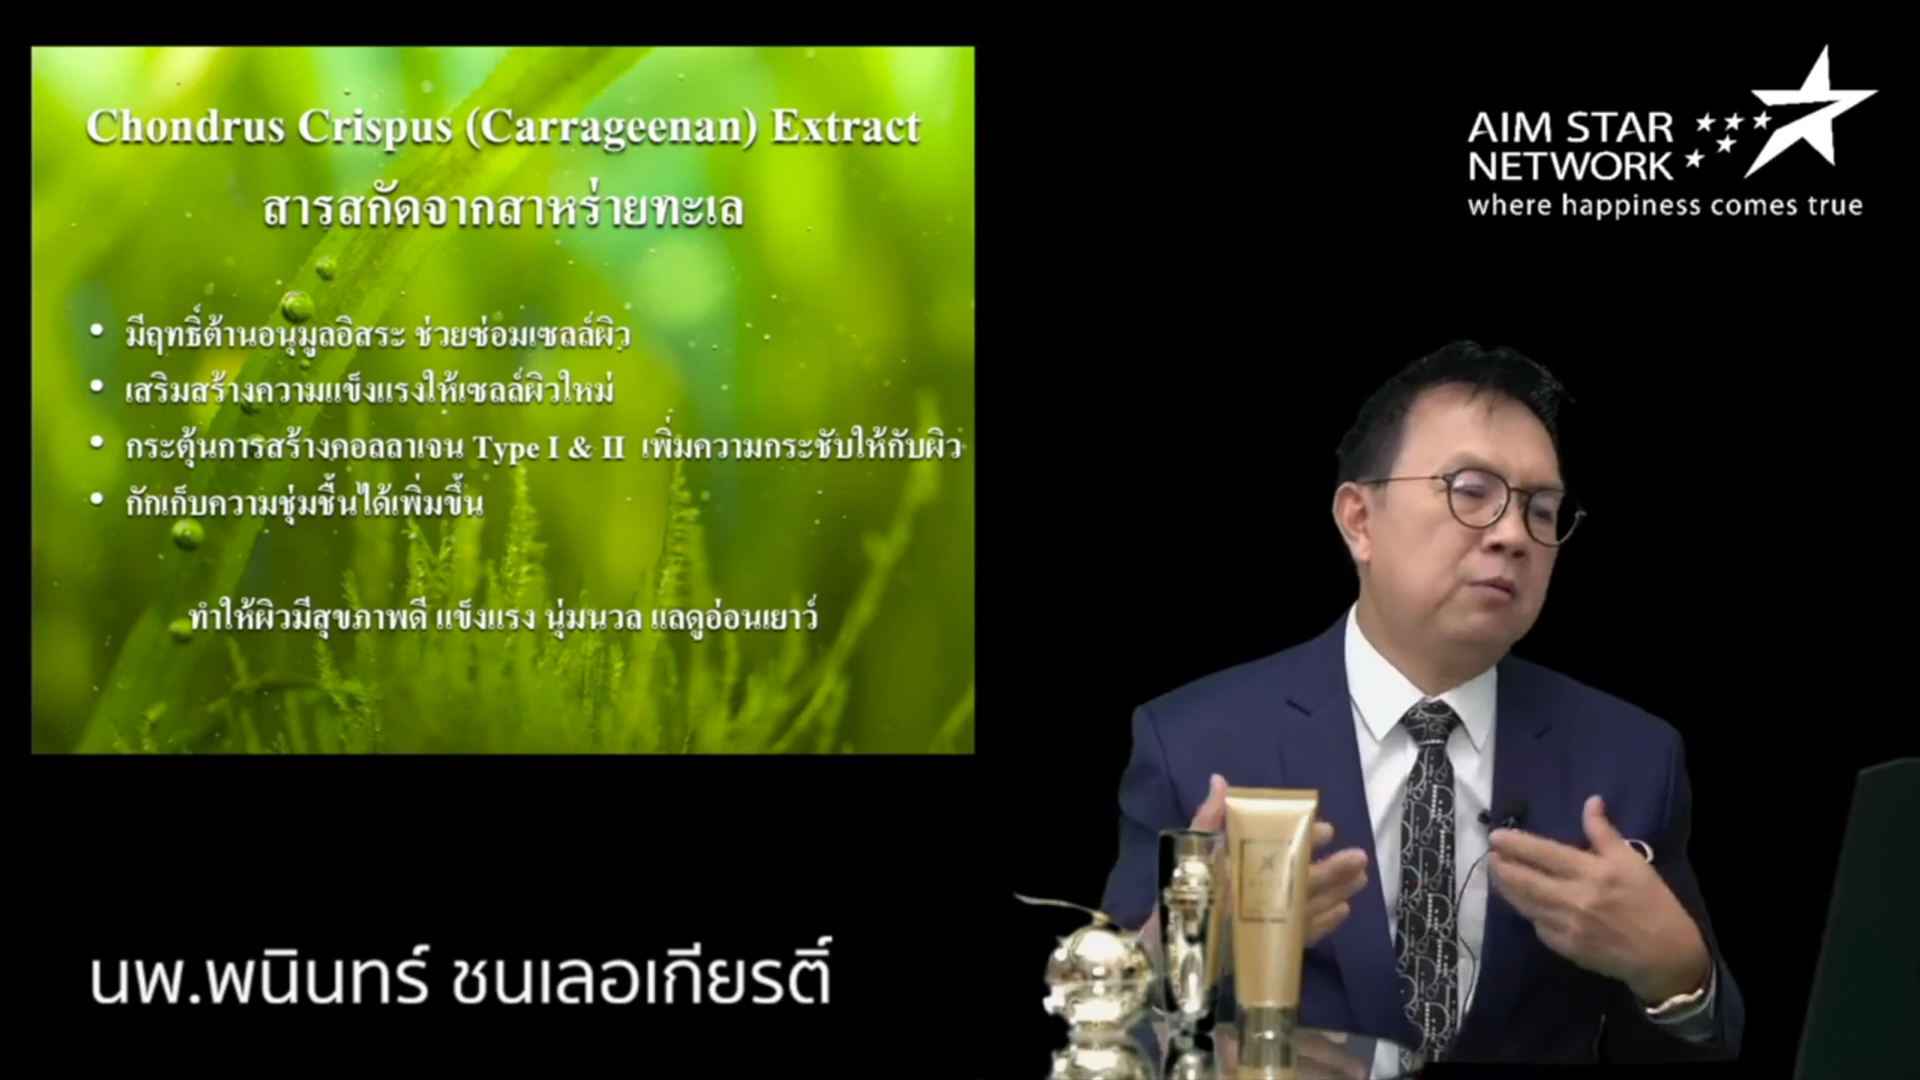 Chondrus Crispus (Carrageenan) Extract
สารสกัดจากสาหร่ายทะเล
• มีฤทธิ์ต้านอนุมูลอิสระ ช่วยซ่อมเซลล์ผิว
• เสริมสร้างความแข็งแรงให้เซลล์ผิวใหม่
• กระตุ้นการสร้างคอลลาเจน Type I & II เพิ่มความกระชับให้กับผิว
• กักเก็บความชุ่มชื้นได้เพิ่มขึ้น
ทำให้ผิวมีสุขภาพดี แข็งแรง นุ่มนวล แลดูอ่อนเยาว์
AIM STAR
NETWORK
where happiness comes true
นพ.พนินทร์ ชนเลอเกียรติ์